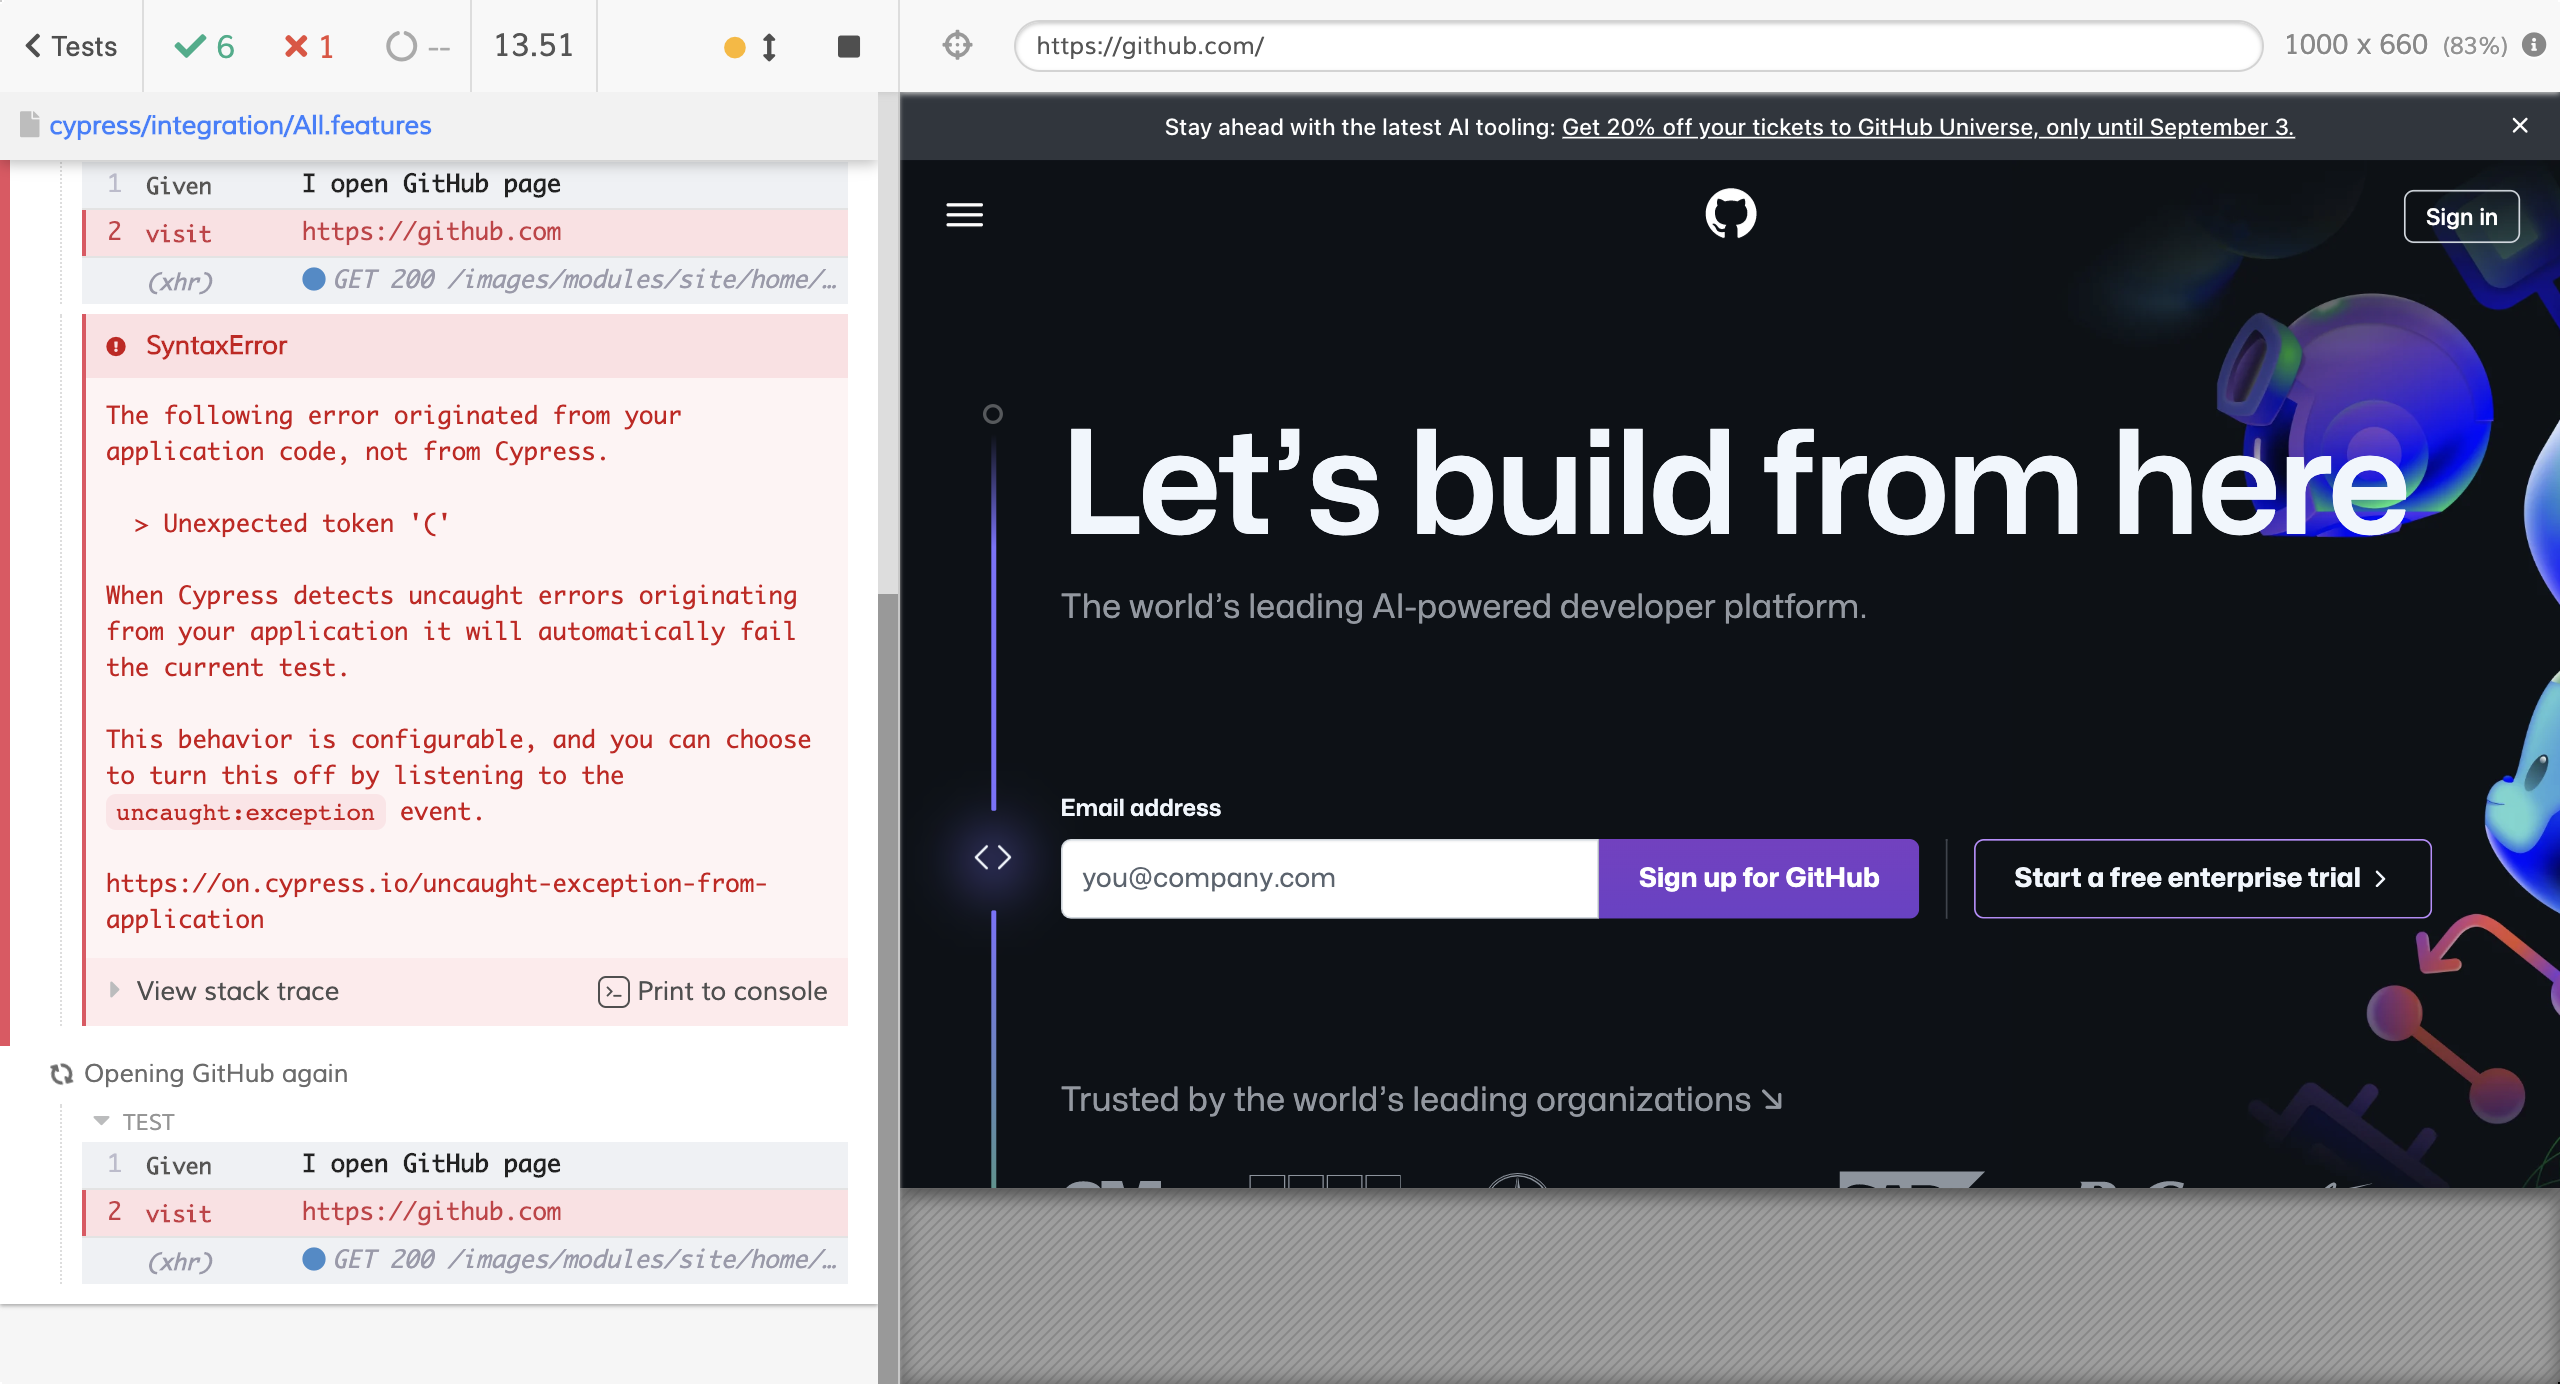 Tests
6
1
--
13.51
https://github.com/
1000 x 660 (83%)
cypress/integration/All.features
1 Given I open GitHub page
2 visit https://github.com
(xhr) GET 200 /images/modules/site/home/…
SyntaxError
The following error originated from your
application code, not from Cypress.
> Unexpected token '('
When Cypress detects uncaught errors originating
from your application it will automatically fail
the current test.
This behavior is configurable, and you can choose
to turn this off by listening to the
uncaught:exception event.
https://on.cypress.io/uncaught-exception-from-
application
View stack trace
Print to console
Opening GitHub again
TEST
1 Given I open GitHub page
2 visit https://github.com
(xhr) GET 200 /images/modules/site/home/…
Stay ahead with the latest AI tooling: Get 20% off your tickets to GitHub Universe, only until September 3.
Sign in
Let’s build from here
The world’s leading AI-powered developer platform.
Email address
you@company.com
Sign up for GitHub
Start a free enterprise trial
Trusted by the world’s leading organizations